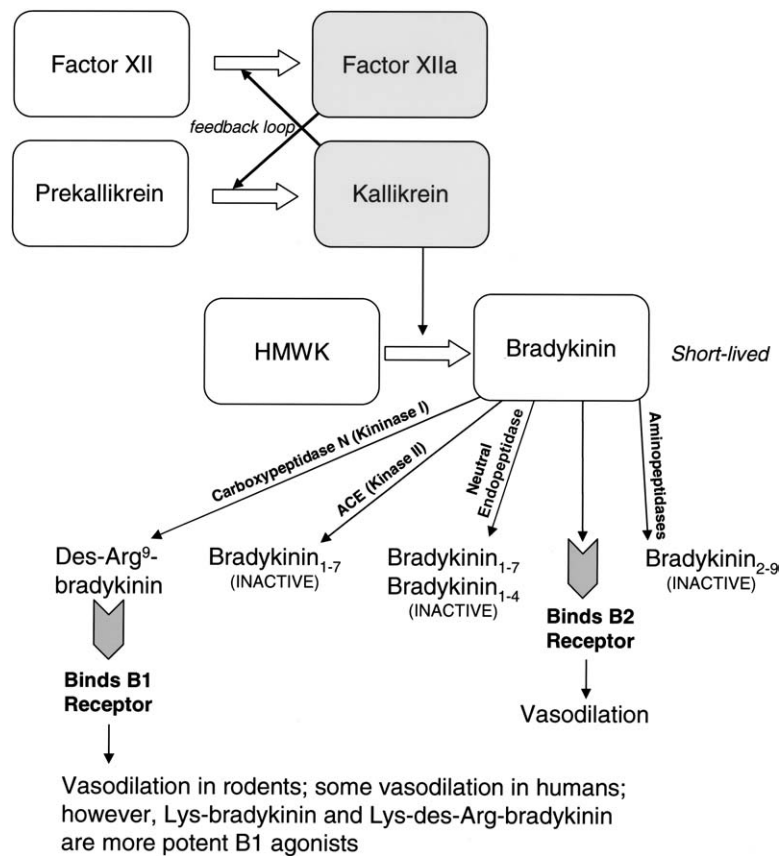 Factor XII
Factor XIIa
feedback loop
Prekallikrein
Kallikrein
HMWK
Bradykinin
Short-lived
Carboxypeptidase N (Kininase I)
ACE (Kinase II)
Neutral
Endopeptidase
Aminopeptidases
Des-Arg⁹-
bradykinin
Bradykinin₁₋₇
(INACTIVE)
Bradykinin₁₋₇
Bradykinin₁₋₄
(INACTIVE)
Bradykinin₂₋₉
(INACTIVE)
Binds B2
Receptor
Binds B1
Receptor
Vasodilation
Vasodilation in rodents; some vasodilation in humans;
however, Lys-bradykinin and Lys-des-Arg-bradykinin
are more potent B1 agonists